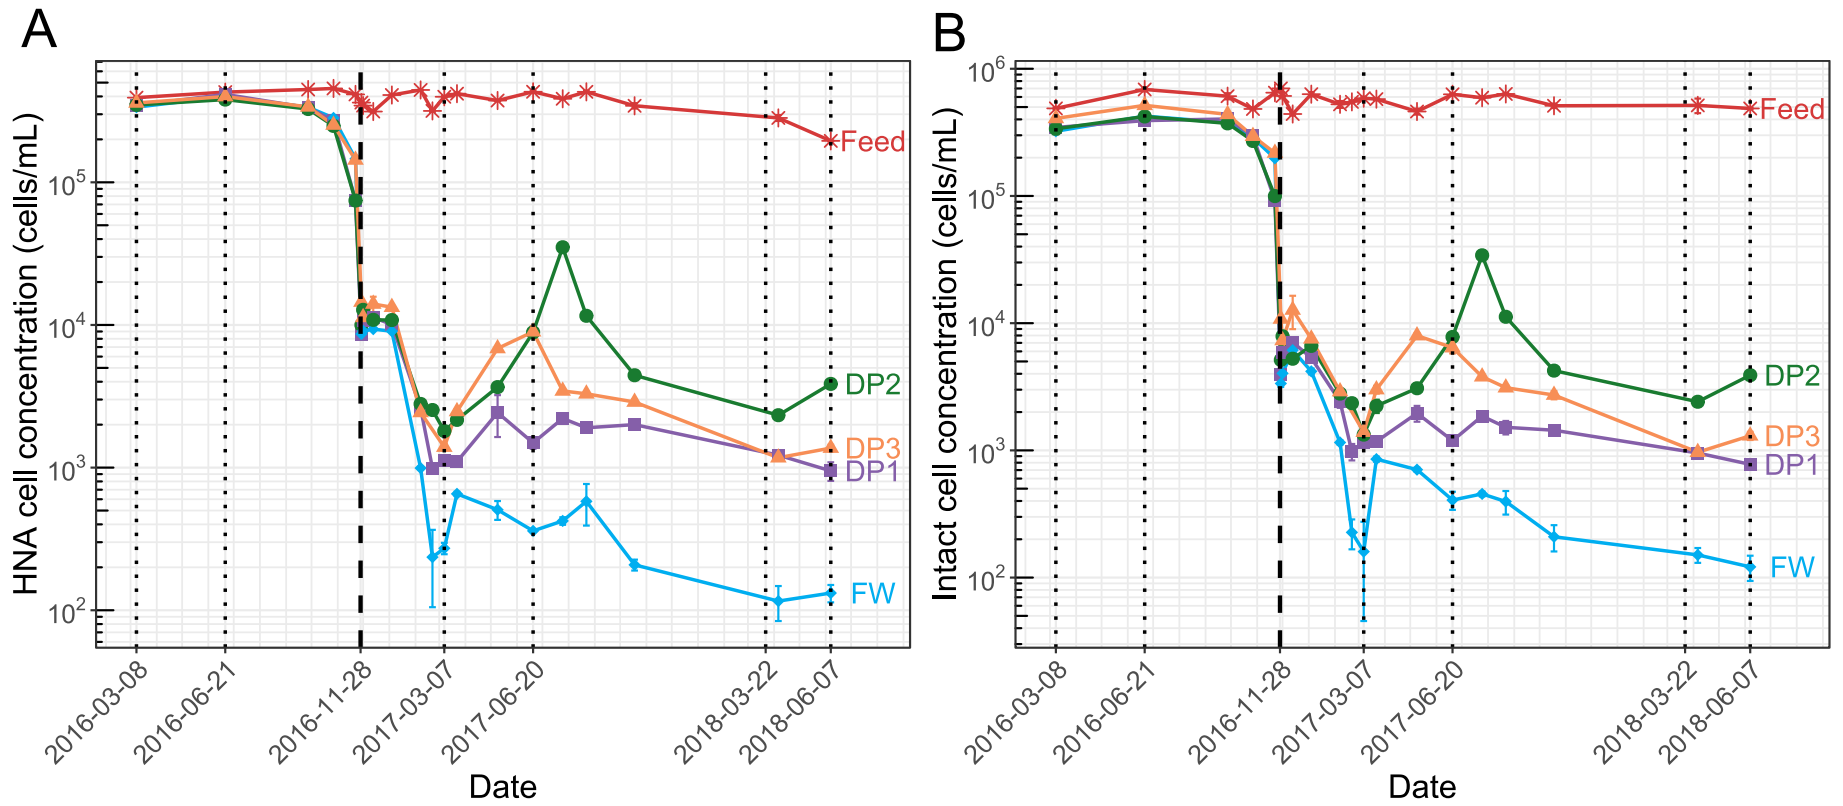 A
HNA cell concentration (cells/mL)
10^5
10^4
10^3
10^2
Feed
DP2
DP3
DP1
FW
2016-03-08
2016-06-21
2016-11-28
2017-03-07
2017-06-20
2018-03-22
2018-06-07
Date
B
Intact cell concentration (cells/mL)
10^6
10^5
10^4
10^3
10^2
Feed
DP2
DP3
DP1
FW
2016-03-08
2016-06-21
2016-11-28
2017-03-07
2017-06-20
2018-03-22
2018-06-07
Date